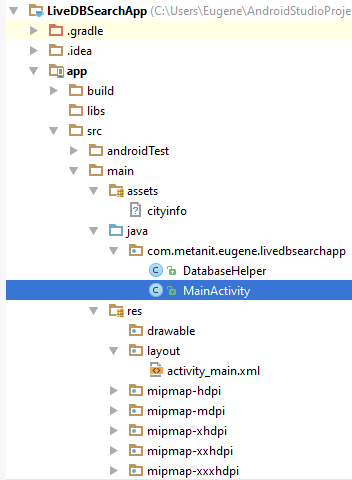 LiveDBSearchApp (C:\Users\Eugene\AndroidStudioProje
.gradle
.idea
app
build
libs
src
androidTest
main
assets
cityinfo
java
com.metanit.eugene.livedbsearchapp
DatabaseHelper
MainActivity
res
drawable
layout
activity_main.xml
mipmap-hdpi
mipmap-mdpi
mipmap-xhdpi
mipmap-xxhdpi
mipmap-xxxhdpi